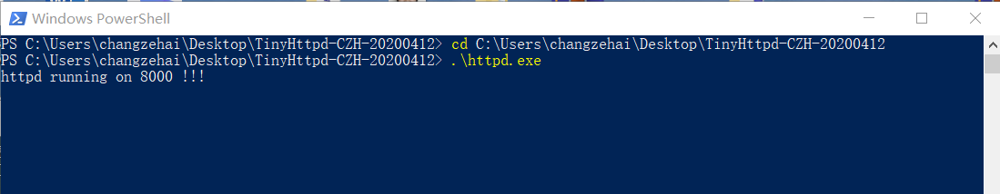 Windows PowerShell
PS C:\Users\changzehai\Desktop\TinyHttpd-CZH-20200412> cd C:\Users\changzehai\Desktop\TinyHttpd-CZH-20200412
PS C:\Users\changzehai\Desktop\TinyHttpd-CZH-20200412> .\httpd.exe
httpd running on 8000 !!!